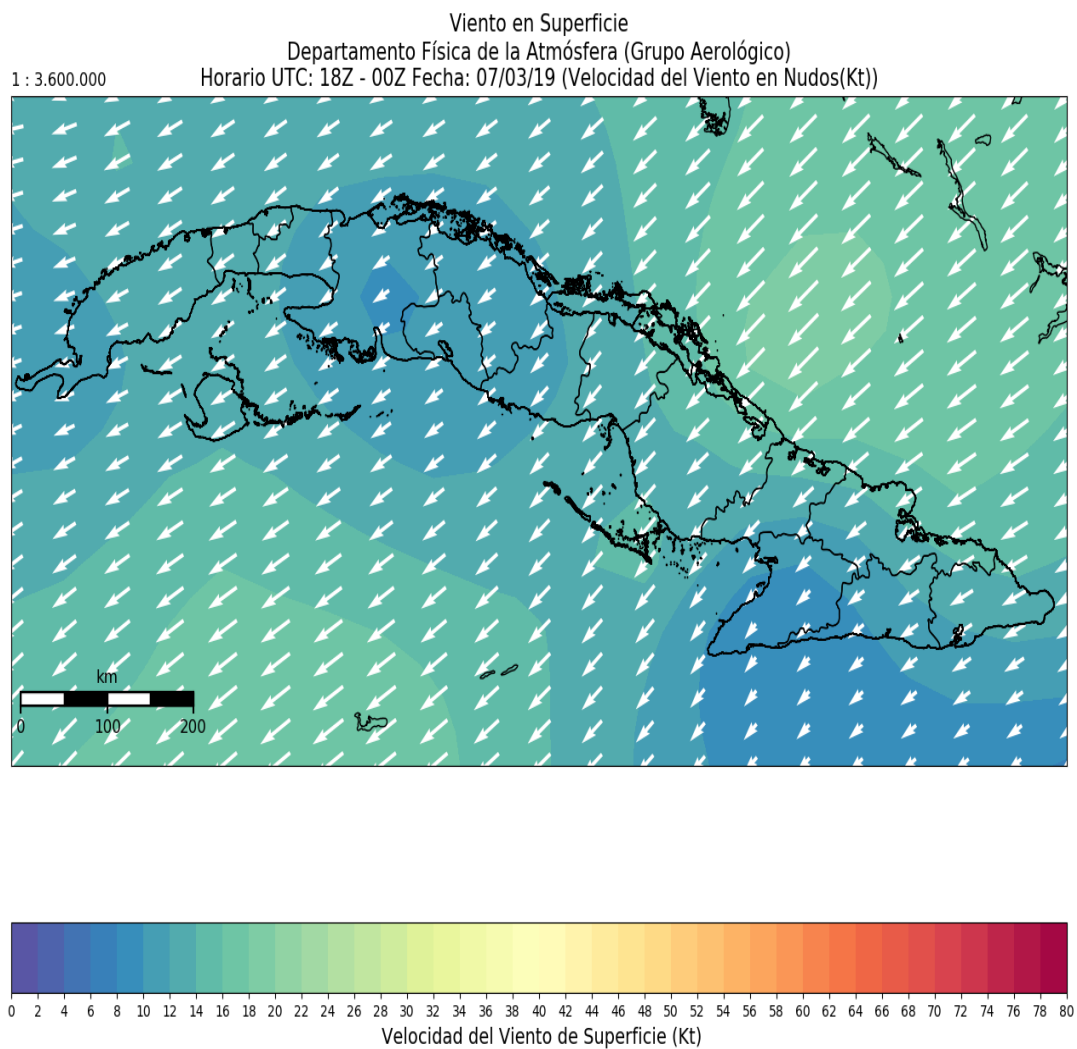 Viento en Superficie
Departamento Física de la Atmósfera (Grupo Aerológico)
1 : 3.600.000
Horario UTC: 18Z - 00Z Fecha: 07/03/19 (Velocidad del Viento en Nudos(Kt))
km
0 100 200
0 2 4 6 8 10 12 14 16 18 20 22 24 26 28 30 32 34 36 38 40 42 44 46 48 50 52 54 56 58 60 62 64 66 68 70 72 74 76 78 80
Velocidad del Viento de Superficie (Kt)